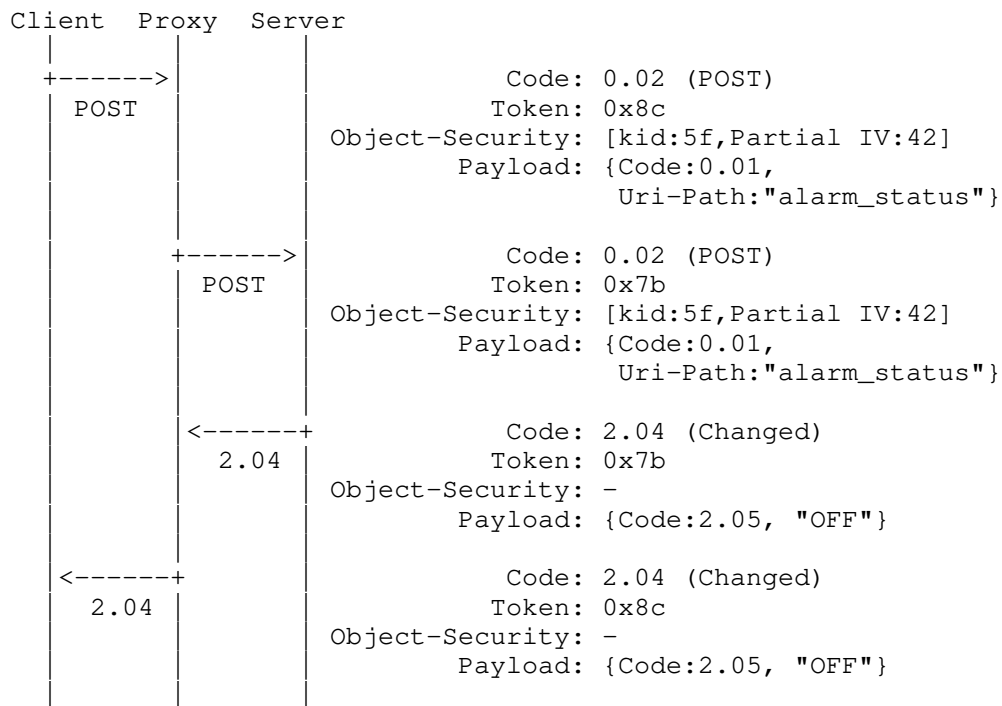 Client Proxy Server
Code: 0.02 (POST)
POST Token: 0x8c
Object-Security: [kid:5f,Partial IV:42]
Payload: {Code:0.01,
Uri-Path:"alarm_status"}
Code: 0.02 (POST)
POST Token: 0x7b
Object-Security: [kid:5f,Partial IV:42]
Payload: {Code:0.01,
Uri-Path:"alarm_status"}
Code: 2.04 (Changed)
2.04 Token: 0x7b
Object-Security: -
Payload: {Code:2.05, "OFF"}
Code: 2.04 (Changed)
2.04 Token: 0x8c
Object-Security: -
Payload: {Code:2.05, "OFF"}